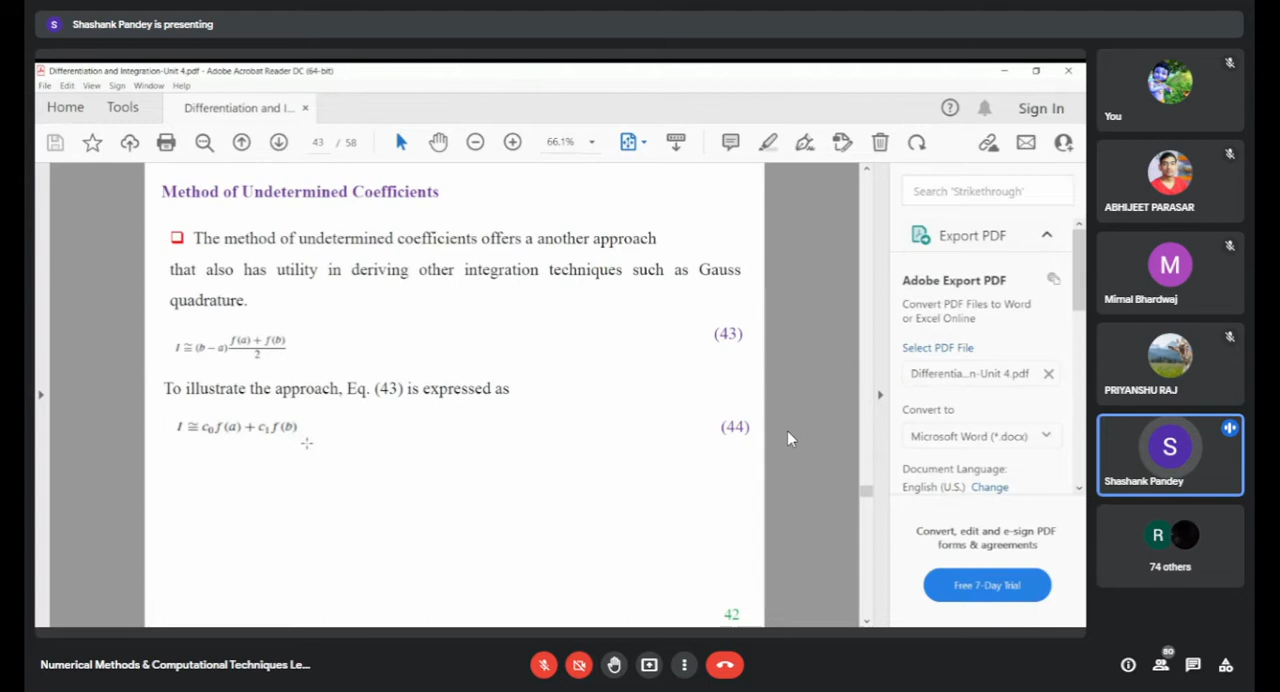 S Shashank Pandey is presenting
Differentiation and Integration-Unit 4.pdf - Adobe Acrobat Reader DC (64-bit)
File Edit View Sign Window Help
Home Tools Differentiation and I... × Sign In
43 / 58 66.1%
Method of Undetermined Coefficients
The method of undetermined coefficients offers a another approach
that also has utility in deriving other integration techniques such as Gauss
quadrature.
I ≅ (b − a) f(a) + f(b) / 2 (43)
To illustrate the approach, Eq. (43) is expressed as
I ≅ c₀f(a) + c₁f(b) (44)
42
Search 'Strikethrough'
Export PDF
Adobe Export PDF
Convert PDF Files to Word
or Excel Online
Select PDF File
Differentia...n-Unit 4.pdf ×
Convert to
Microsoft Word (*.docx)
Document Language:
English (U.S.) Change
Convert, edit and e-sign PDF
forms & agreements
Free 7-Day Trial
You
ABHIJEET PARASAR
M
Mirnal Bhardwaj
PRIYANSHU RAJ
S
Shashank Pandey
R
74 others
Numerical Methods & Computational Techniques Le...
80